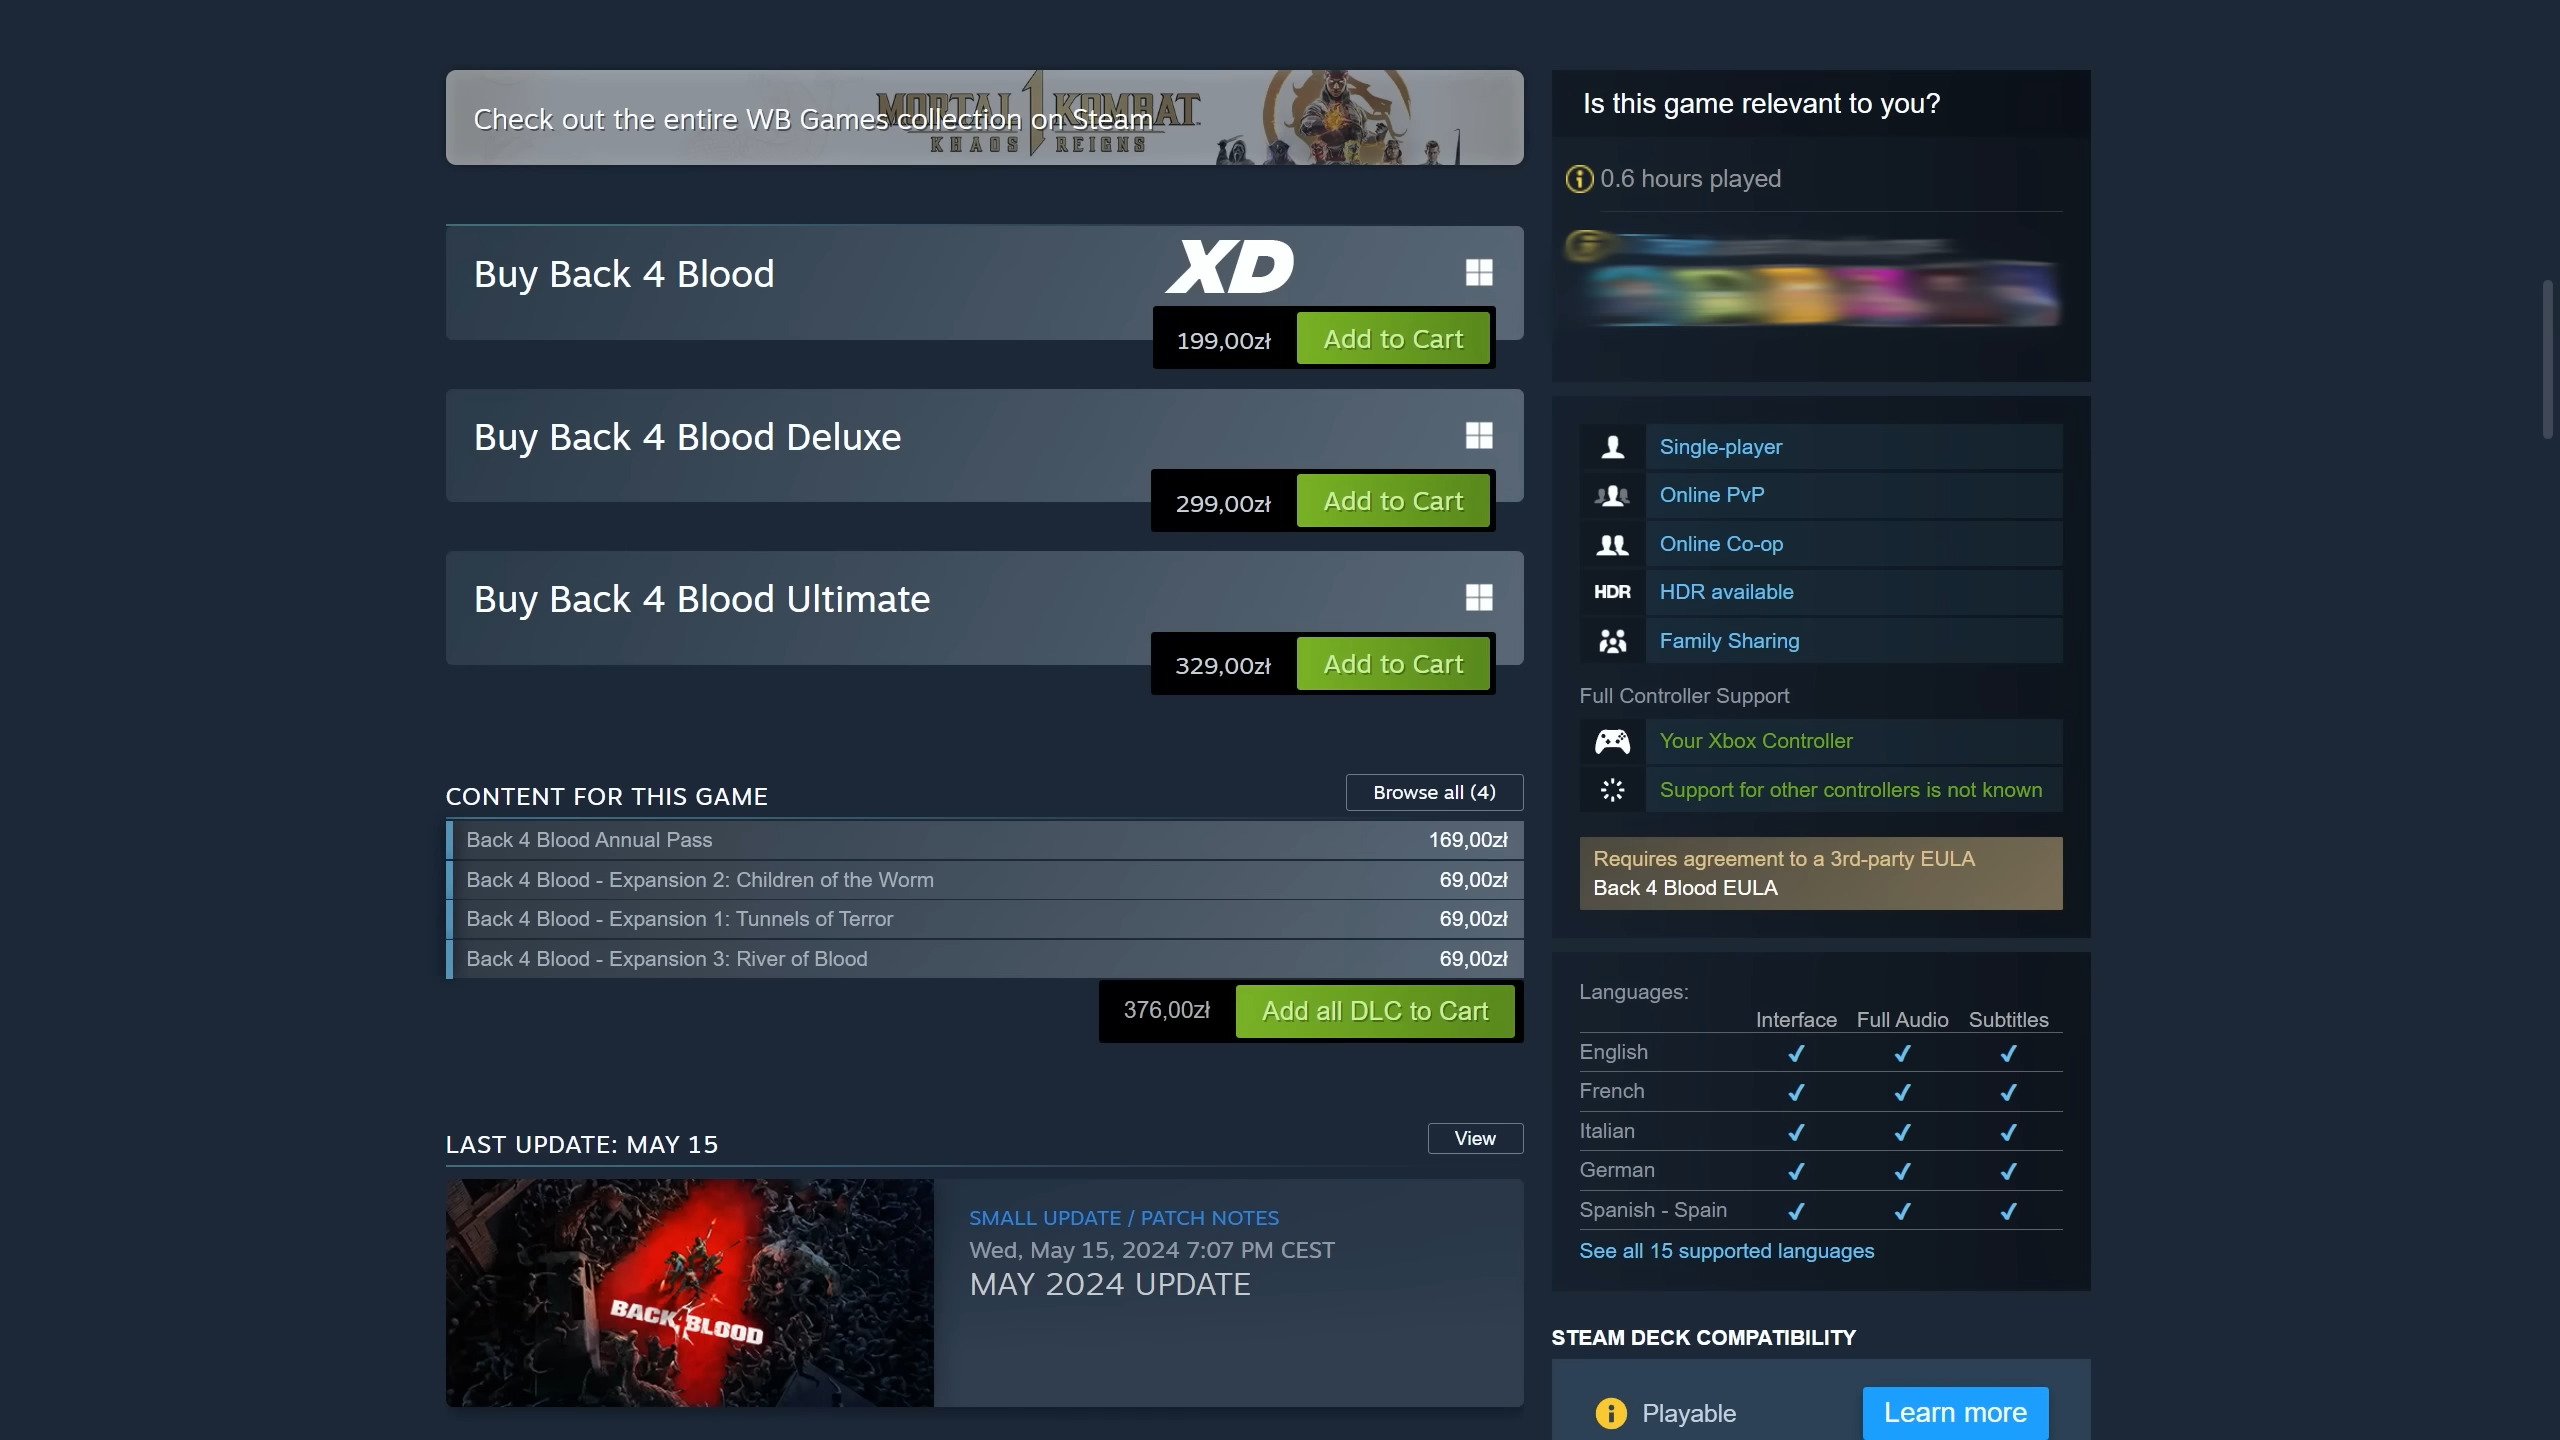 MORTAL 1 KOMBAT
KHAOS REIGNS
Check out the entire WB Games collection on Steam
Buy Back 4 Blood
XD
199,00zł
Add to Cart
Buy Back 4 Blood Deluxe
299,00zł
Add to Cart
Buy Back 4 Blood Ultimate
329,00zł
Add to Cart
CONTENT FOR THIS GAME
Browse all (4)
Back 4 Blood Annual Pass 169,00zł
Back 4 Blood - Expansion 2: Children of the Worm 69,00zł
Back 4 Blood - Expansion 1: Tunnels of Terror 69,00zł
Back 4 Blood - Expansion 3: River of Blood 69,00zł
376,00zł
Add all DLC to Cart
LAST UPDATE: MAY 15
View
BACK 4 BLOOD
SMALL UPDATE / PATCH NOTES
Wed, May 15, 2024 7:07 PM CEST
MAY 2024 UPDATE
Is this game relevant to you?
0.6 hours played
Single-player
Online PvP
Online Co-op
HDR HDR available
Family Sharing
Full Controller Support
Your Xbox Controller
Support for other controllers is not known
Requires agreement to a 3rd-party EULA
Back 4 Blood EULA
Languages:
Interface Full Audio Subtitles
English ✔ ✔ ✔
French ✔ ✔ ✔
Italian ✔ ✔ ✔
German ✔ ✔ ✔
Spanish - Spain ✔ ✔ ✔
See all 15 supported languages
STEAM DECK COMPATIBILITY
Playable
Learn more